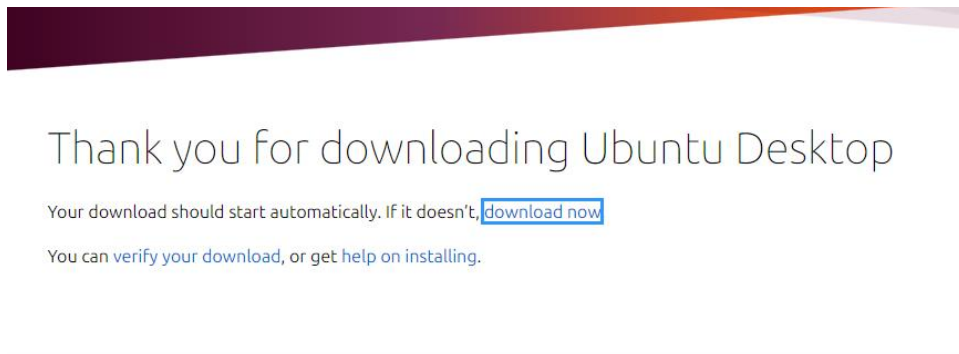 Thank you for downloading Ubuntu Desktop
Your download should start automatically. If it doesn't, download now
You can verify your download, or get help on installing.